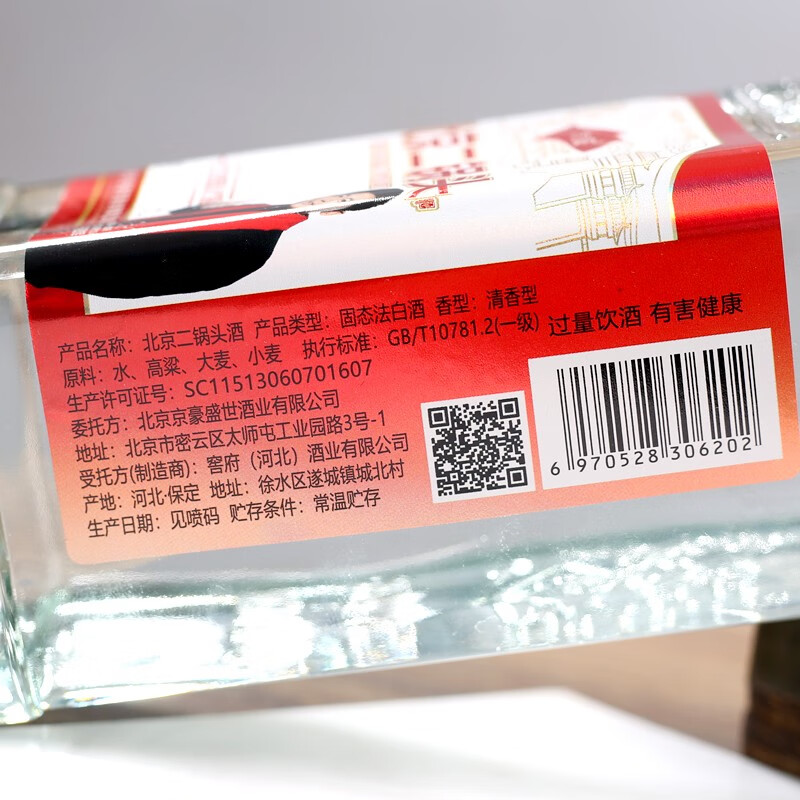 二
头
产品名称：北京二锅头酒 产品类型：固态法白酒 香型：清香型
原料：水、高粱、大麦、小麦 执行标准：GB/T10781.2(一级) 过量饮酒 有害健康
生产许可证号：SC11513060701607
委托方：北京京豪盛世酒业有限公司
地址：北京市密云区太师屯工业园路3号-1
受托方(制造商)：窖府（河北）酒业有限公司
产地：河北·保定 地址：徐水区遂城镇城北村
生产日期：见喷码 贮存条件：常温贮存
6 970528 306202